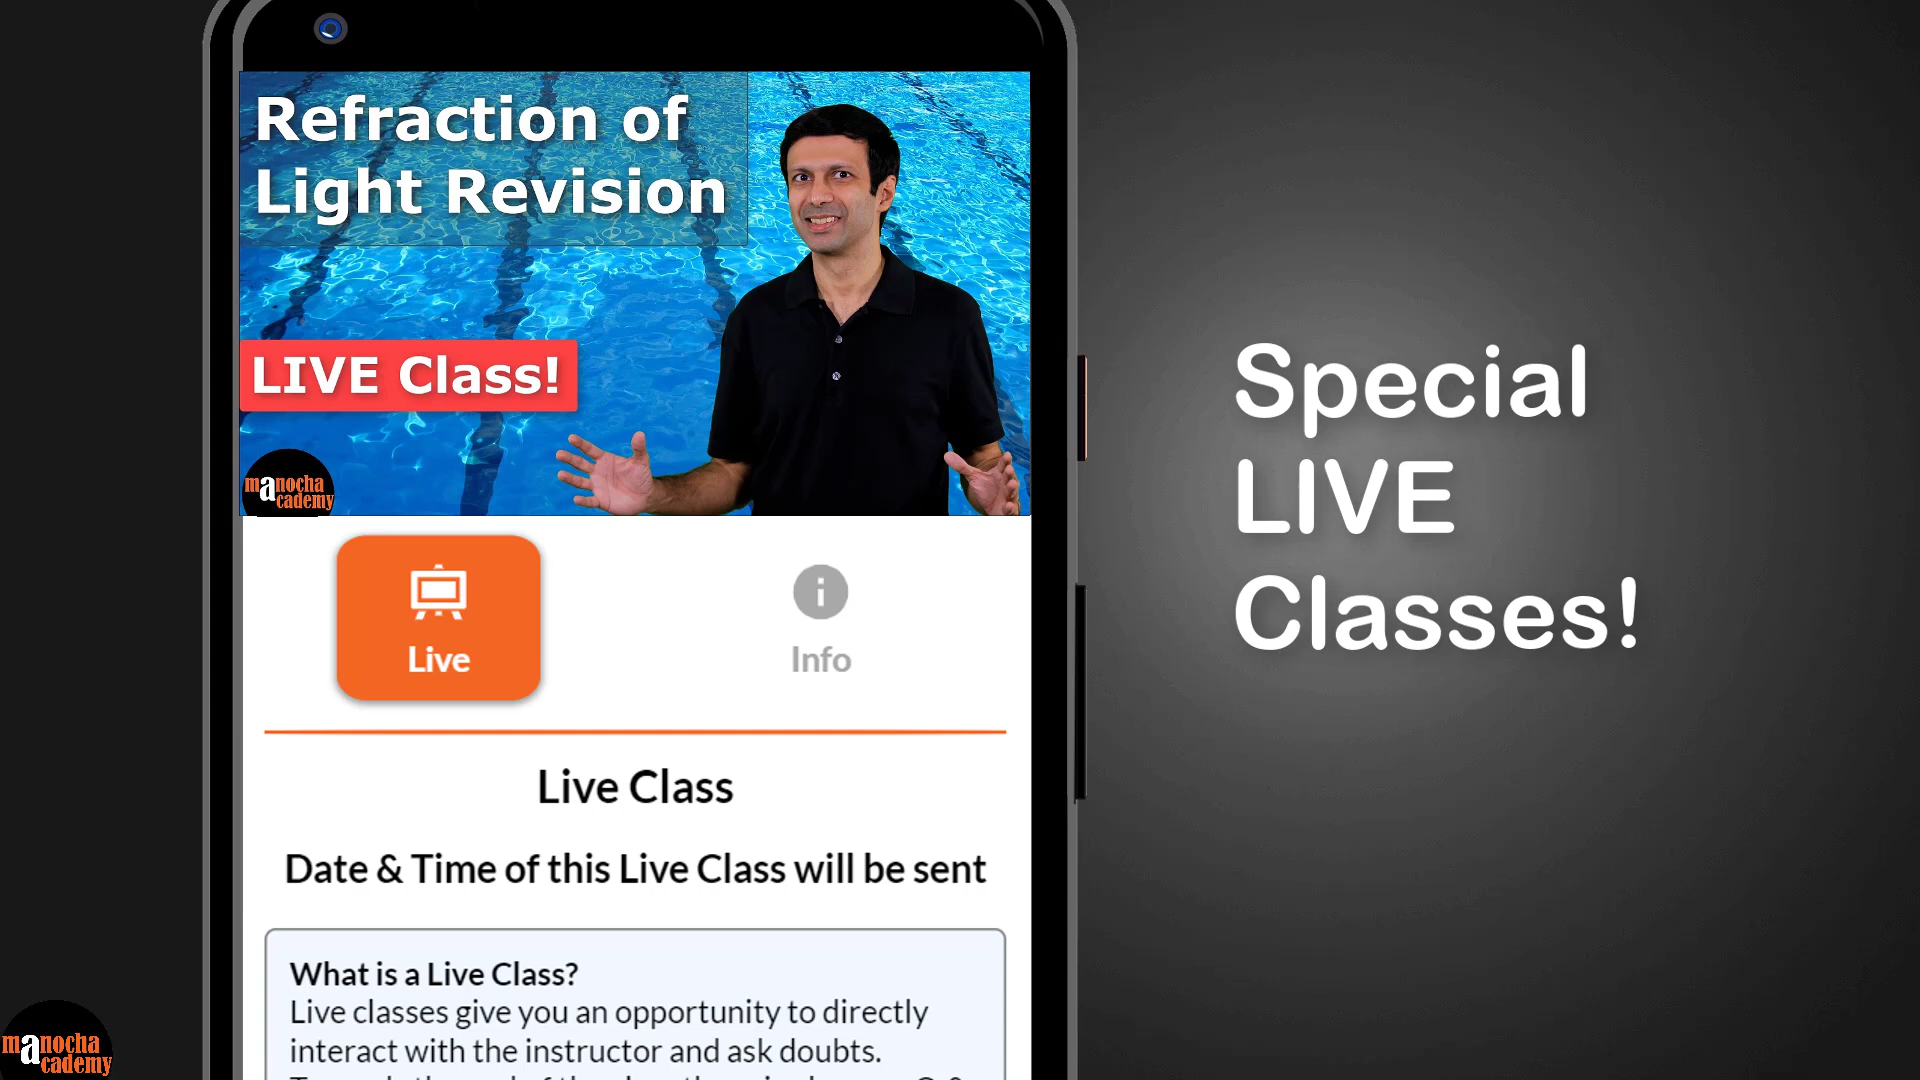 Refraction of
Light Revision
LIVE Class!
manocha
academy
Live
Info
Live Class
Date & Time of this Live Class will be sent
What is a Live Class?
Live classes give you an opportunity to directly
interact with the instructor and ask doubts.
Special
LIVE
Classes!
manocha
academy